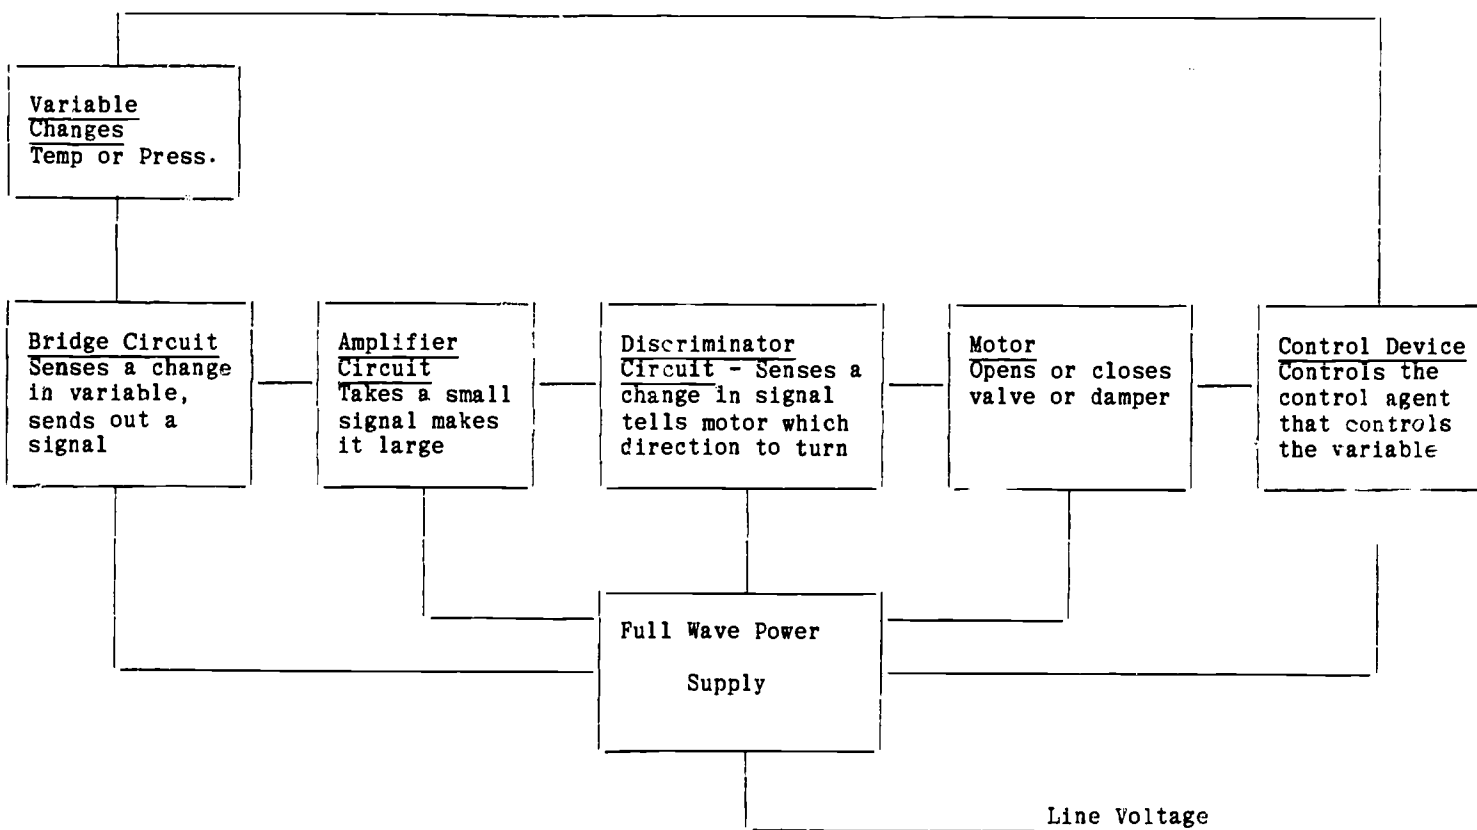 Variable
Changes
Temp or Press.
Bridge Circuit
Senses a change
in variable,
sends out a
signal
Amplifier
Circuit
Takes a small
signal makes
it large
Discriminator
Circuit - Senses a
change in signal
tells motor which
direction to turn
Motor
Opens or closes
valve or damper
Control Device
Controls the
control agent
that controls
the variable
Full Wave Power
Supply
Line Voltage